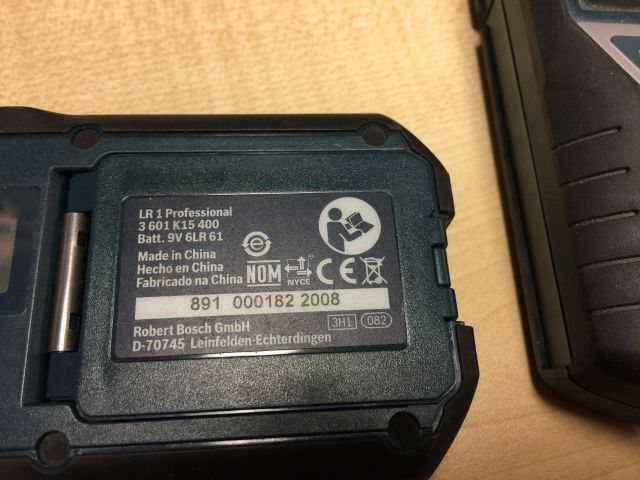 LR 1 Professional
3 601 K15 400
Batt. 9V 6LR 61
Made in China
Hecho en China
Fabricado na China
NOM
NYCE
CE
891 000182 2008
Robert Bosch GmbH
3H1 082
D-70745 Leinfelden-Echterdingen